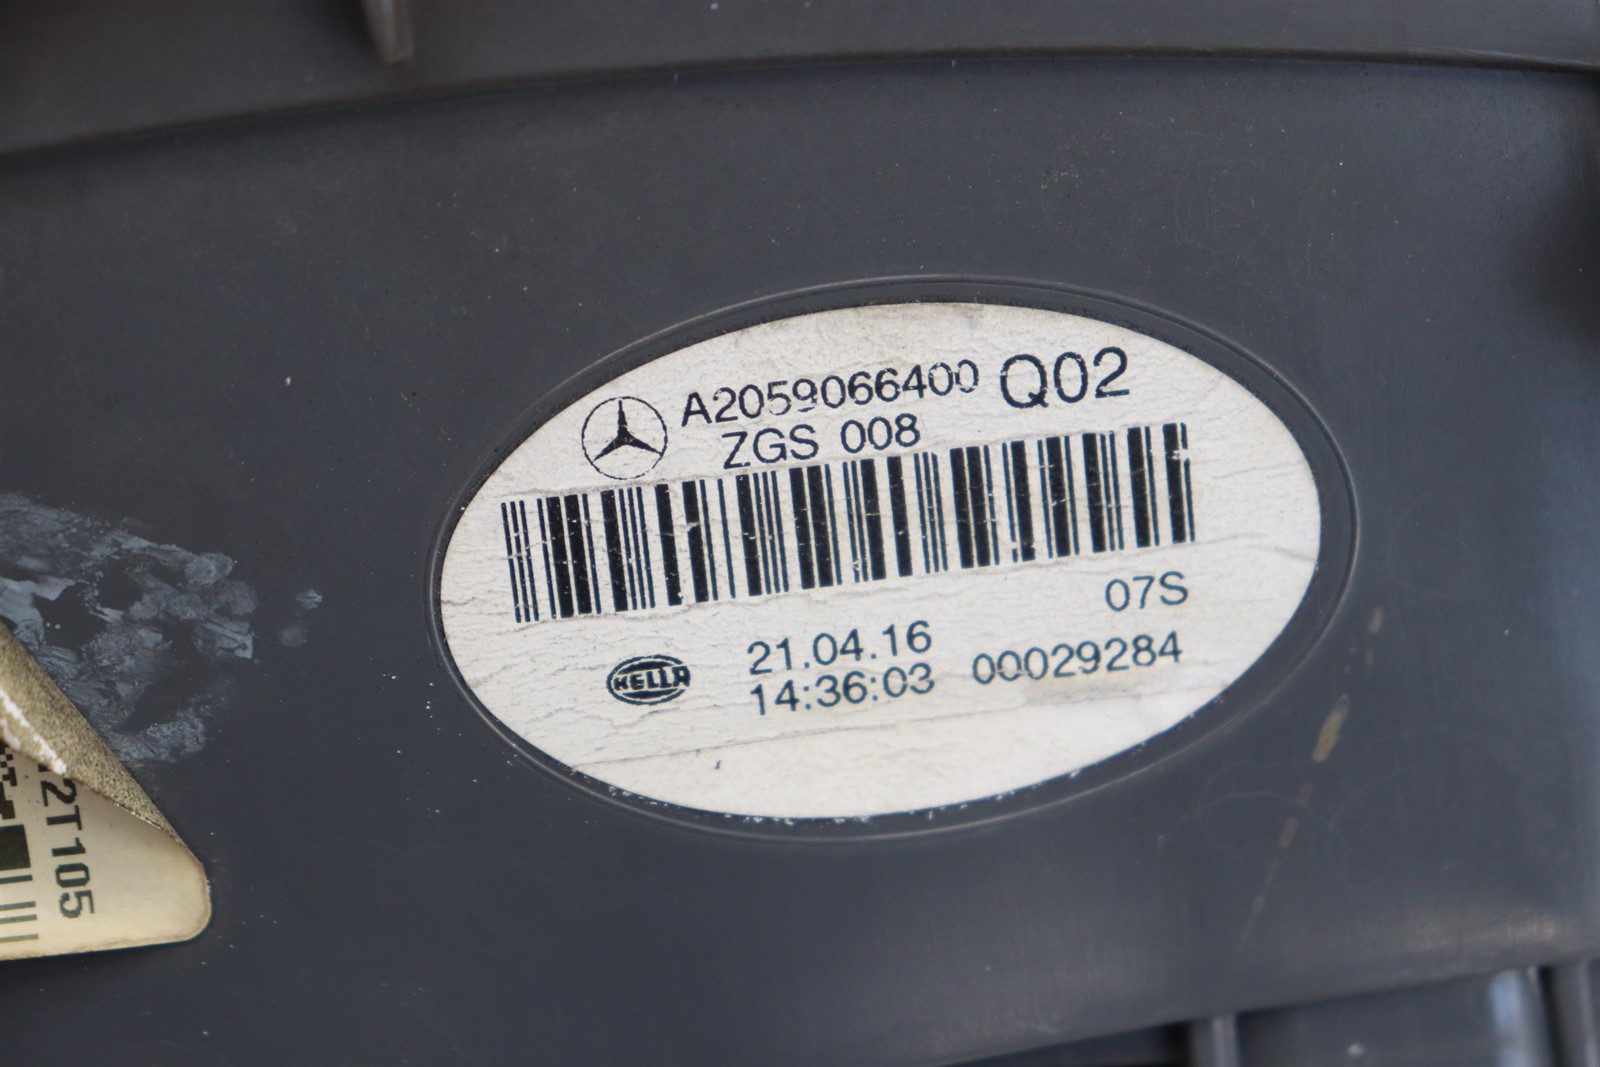 A2059066400 Q02
ZGS 008
07S
21.04.16
HELLA
14:36:03 00029284
2T105